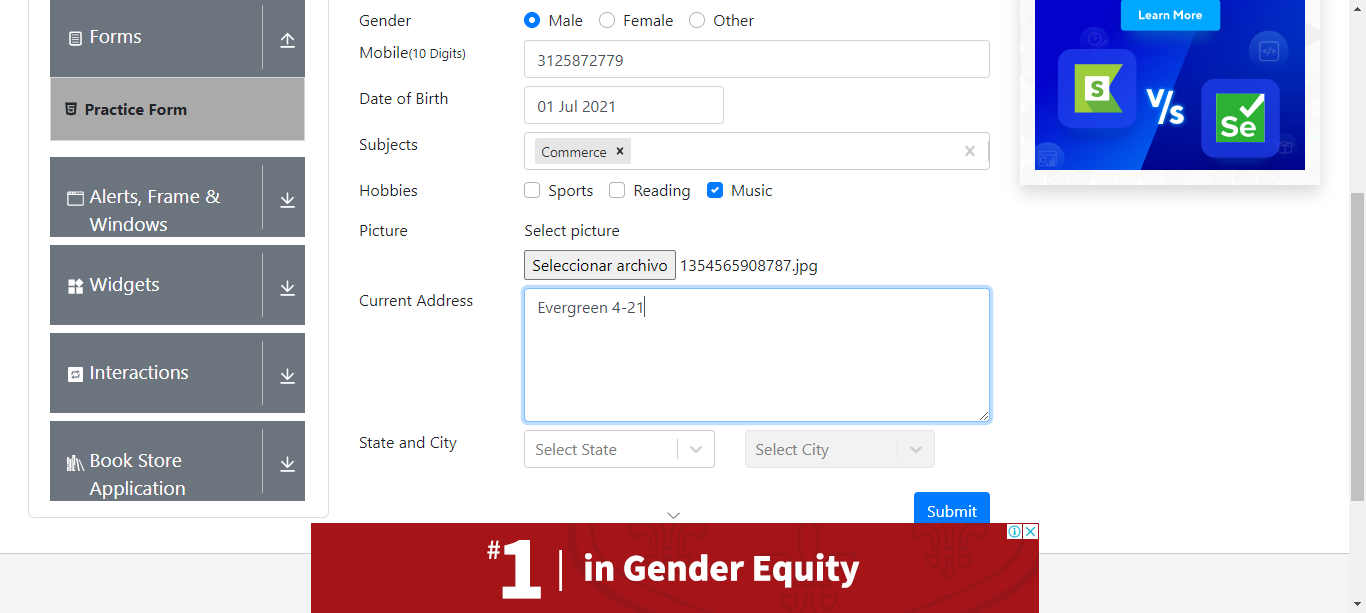 Forms
Practice Form
Alerts, Frame &
Windows
Widgets
Interactions
Book Store
Application
Gender
Male
Female
Other
Mobile(10 Digits)
3125872779
Date of Birth
01 Jul 2021
Subjects
Commerce ×
Hobbies
Sports
Reading
Music
Picture
Select picture
Seleccionar archivo 1354565908787.jpg
Current Address
Evergreen 4-21
State and City
Select State
Select City
Submit
Learn More
S
V/s
Se
#1 | in Gender Equity